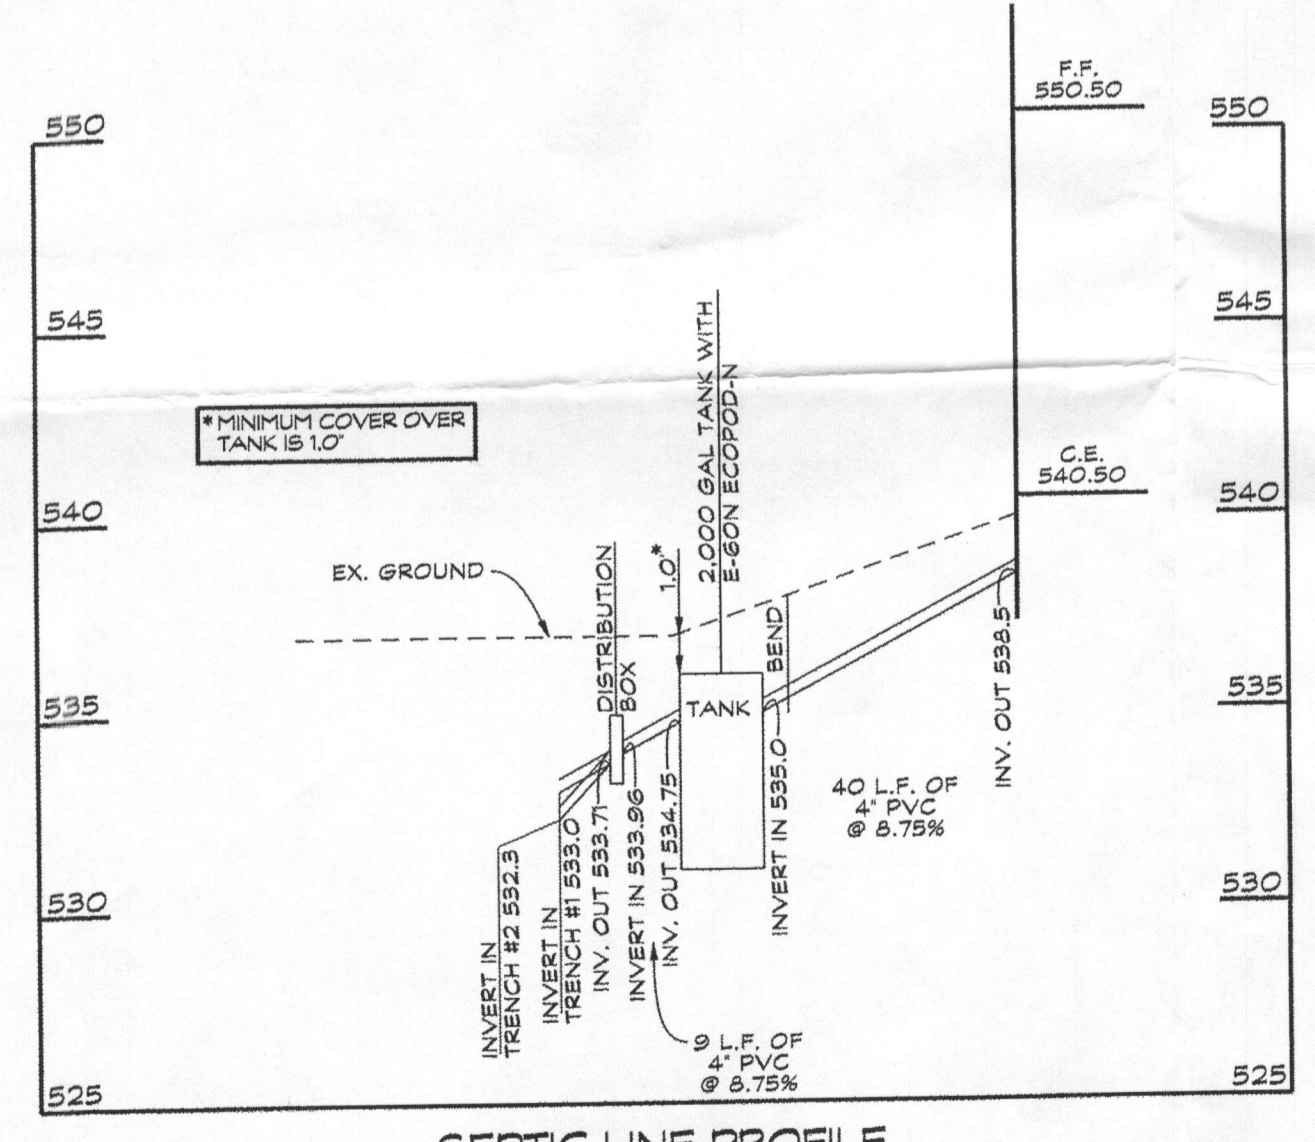 F.F.
550.50
550
550
545
545
*MINIMUM COVER OVER
TANK IS 1.0"
2,000 GAL TANK WITH
E-60N ECOPOD-N
C.E.
540.50
540
540
EX. GROUND
DISTRIBUTION
BOX
1.0'*
BEND
TANK
535
535
INV. OUT 538.5
INVERT IN 535.0
40 L.F. OF
4" PVC
@ 8.75%
INV. OUT 534.75
INVERT IN 533.96
INV. OUT 533.71
INVERT IN
TRENCH #1 533.0
INVERT IN
TRENCH #2 532.3
530
530
9 L.F. OF
4" PVC
@ 8.75%
525
525
SEPTIC LINE PROFILE